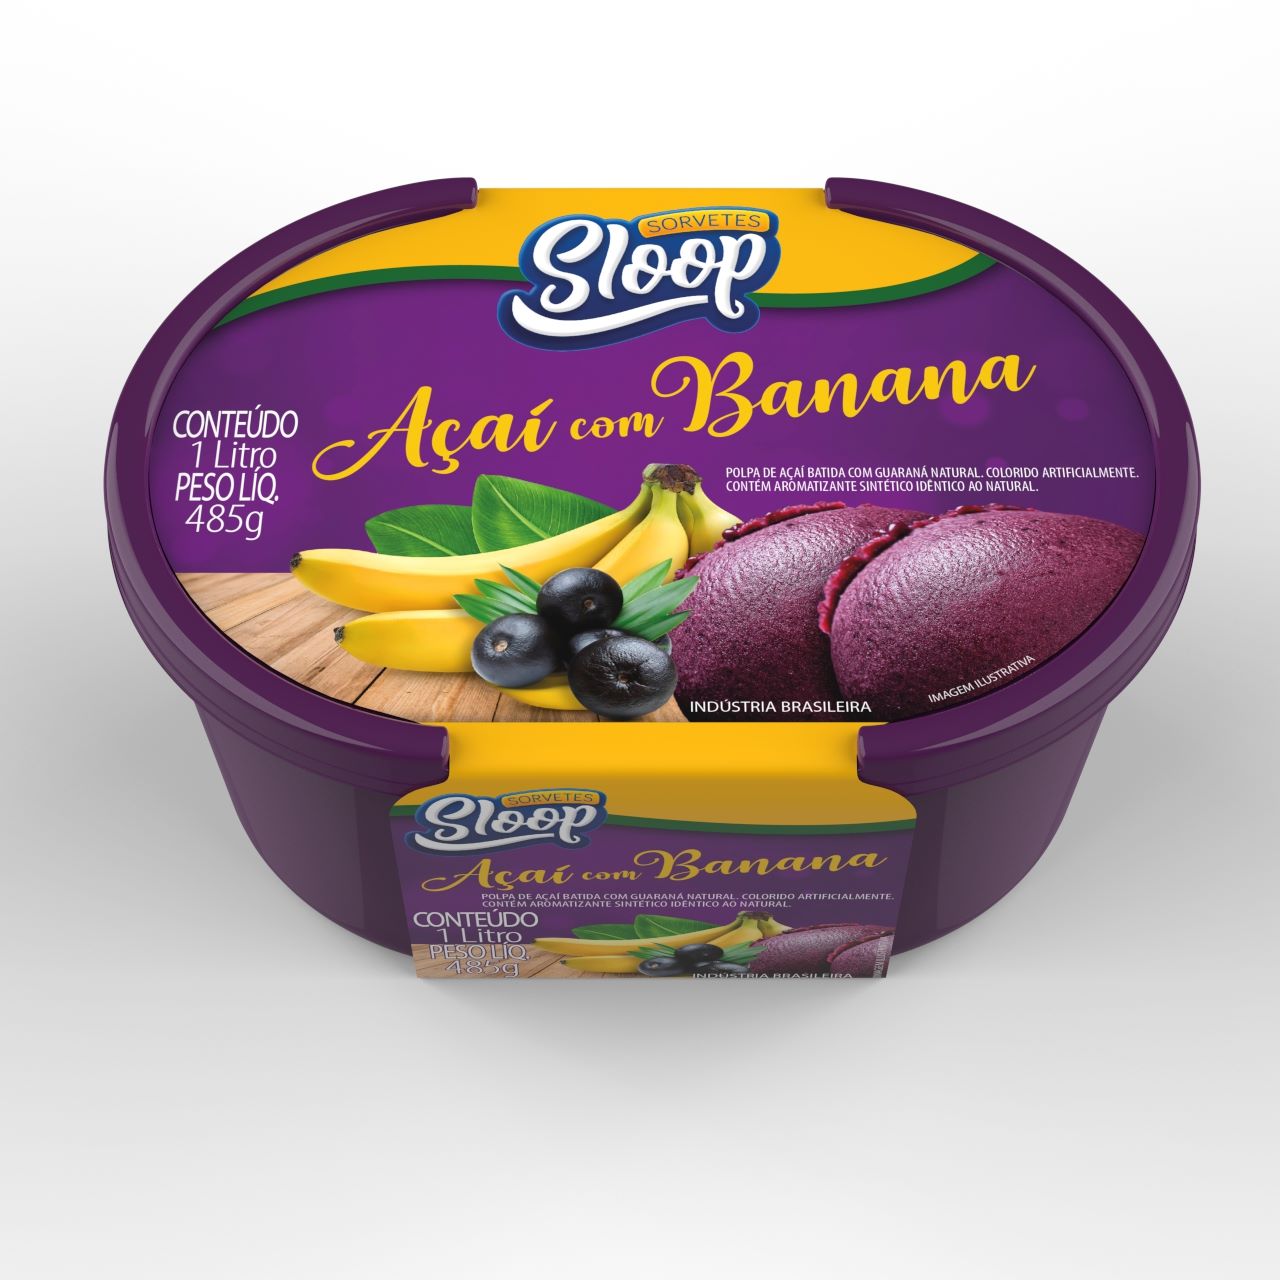 SORVETES
Sloop
Açaí com Banana
CONTEÚDO
1 Litro
PESO LÍQ.
485g
POLPA DE AÇAÍ BATIDA COM GUARANÁ NATURAL. COLORIDO ARTIFICIALMENTE.
CONTÉM AROMATIZANTE SINTÉTICO IDÊNTICO AO NATURAL.
IMAGEM ILUSTRATIVA
INDÚSTRIA BRASILEIRA
SORVETES
Sloop
Açaí com Banana
POLPA DE AÇAÍ BATIDA COM GUARANÁ NATURAL. COLORIDO ARTIFICIALMENTE.
CONTÉM AROMATIZANTE SINTÉTICO IDÊNTICO AO NATURAL.
CONTEÚDO
1 Litro
PESO LÍQ.
485g
INDÚSTRIA BRASILEIRA